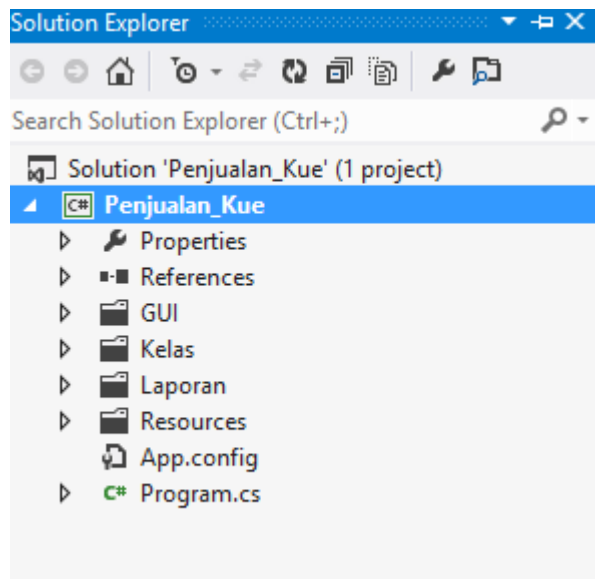 Solution Explorer
Search Solution Explorer (Ctrl+;)
Solution 'Penjualan_Kue' (1 project)
C# Penjualan_Kue
Properties
References
GUI
Kelas
Laporan
Resources
App.config
C# Program.cs